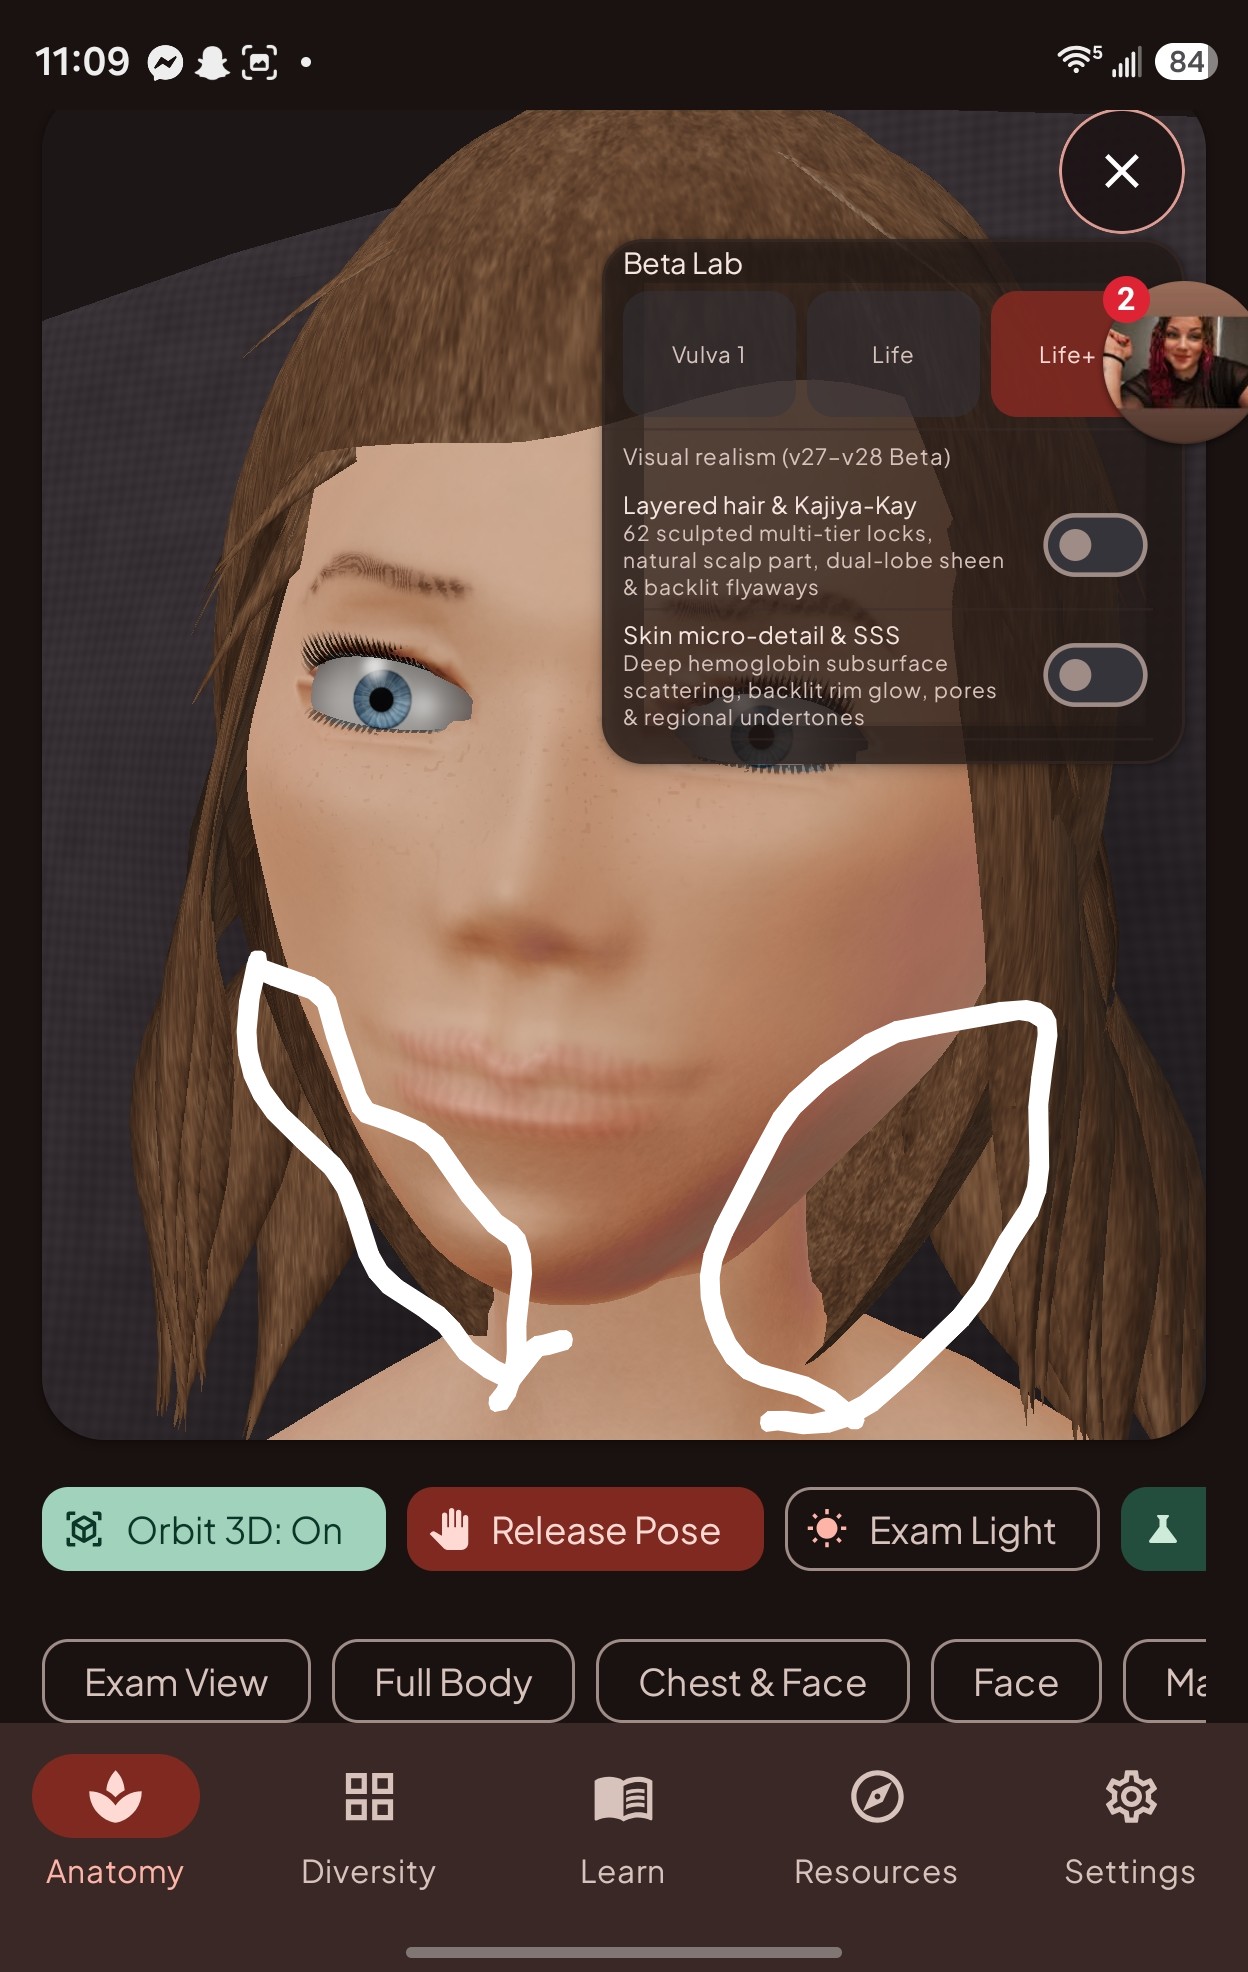 11:09
5
84
Beta Lab
2
Vulva 1
Life
Life+
Visual realism (v27–v28 Beta)
Layered hair & Kajiya-Kay
62 sculpted multi-tier locks,
natural scalp part, dual-lobe sheen
& backlit flyaways
Skin micro-detail & SSS
Deep hemoglobin subsurface
scattering, backlit rim glow, pores
& regional undertones
Orbit 3D: On
Release Pose
Exam Light
Exam View
Full Body
Chest & Face
Face
Ma
Anatomy
Diversity
Learn
Resources
Settings